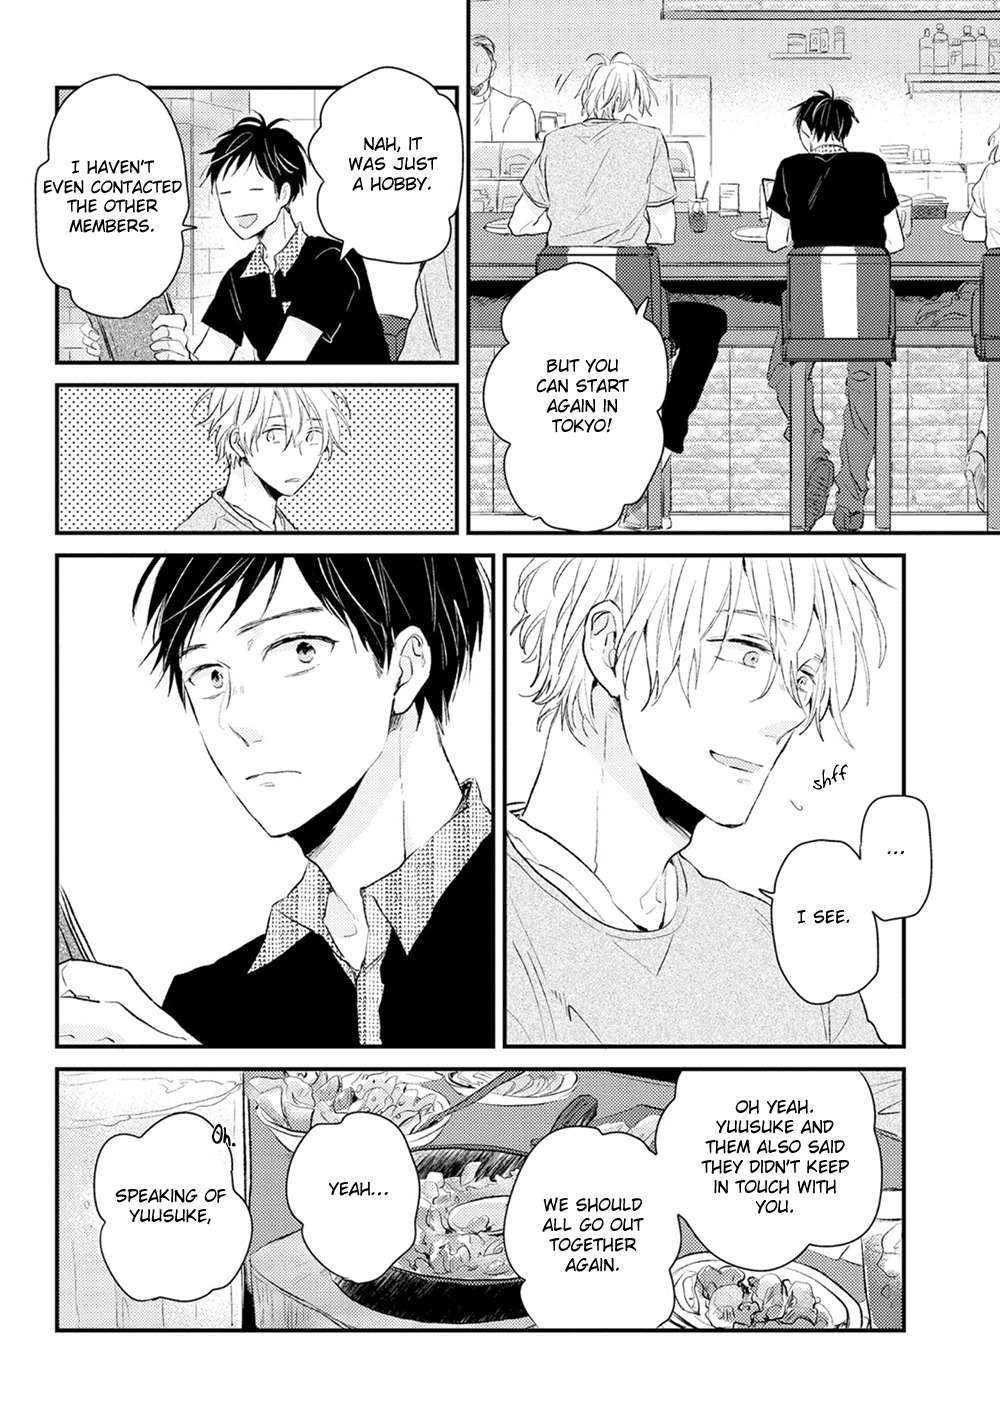 BUT YOU
CAN START
AGAIN IN
TOKYO!
NAH, IT
WAS JUST
A HOBBY.
I HAVEN'T
EVEN CONTACTED
THE OTHER
MEMBERS.
...
I SEE.
shff
OH YEAH.
YUUSUKE AND
THEM ALSO SAID
THEY DIDN'T KEEP
IN TOUCH WITH
YOU.
WE SHOULD
ALL GO OUT
TOGETHER
AGAIN.
YEAH...
Oh.
SPEAKING OF
YUUSUKE,